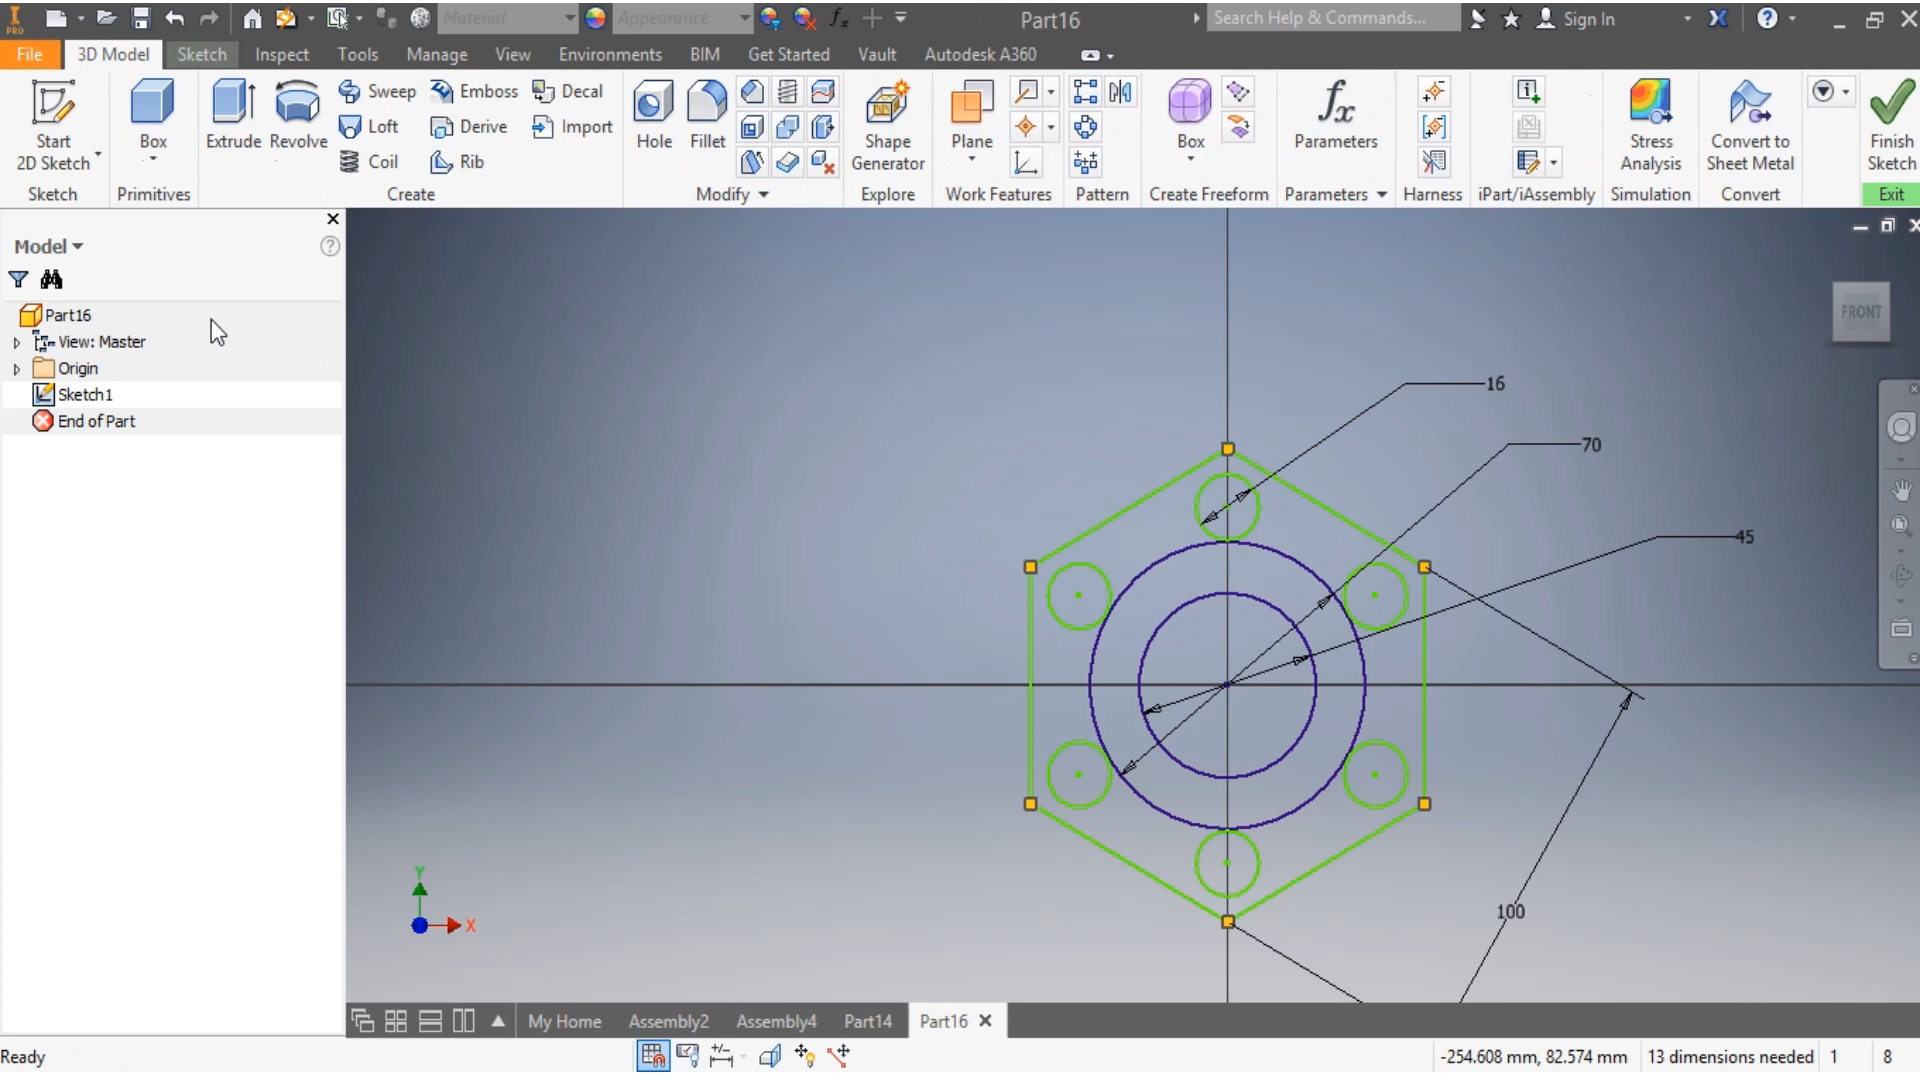 PRO
Material
Appearance
Part16
Search Help & Commands...
Sign In
File
3D Model
Sketch
Inspect
Tools
Manage
View
Environments
BIM
Get Started
Vault
Autodesk A360
Start
2D Sketch
Box
Extrude
Revolve
Sweep
Loft
Coil
Emboss
Derive
Rib
Decal
Import
Hole
Fillet
Shape
Generator
Plane
Box
Parameters
Stress
Analysis
Convert to
Sheet Metal
Finish
Sketch
Sketch
Primitives
Create
Modify
Explore
Work Features
Pattern
Create Freeform
Parameters
Harness
iPart/iAssembly
Simulation
Convert
Exit
Model
Part16
View: Master
Origin
Sketch1
End of Part
FRONT
16
70
45
100
Y
X
My Home
Assembly2
Assembly4
Part14
Part16
Ready
-254.608 mm, 82.574 mm
13 dimensions needed
1
8